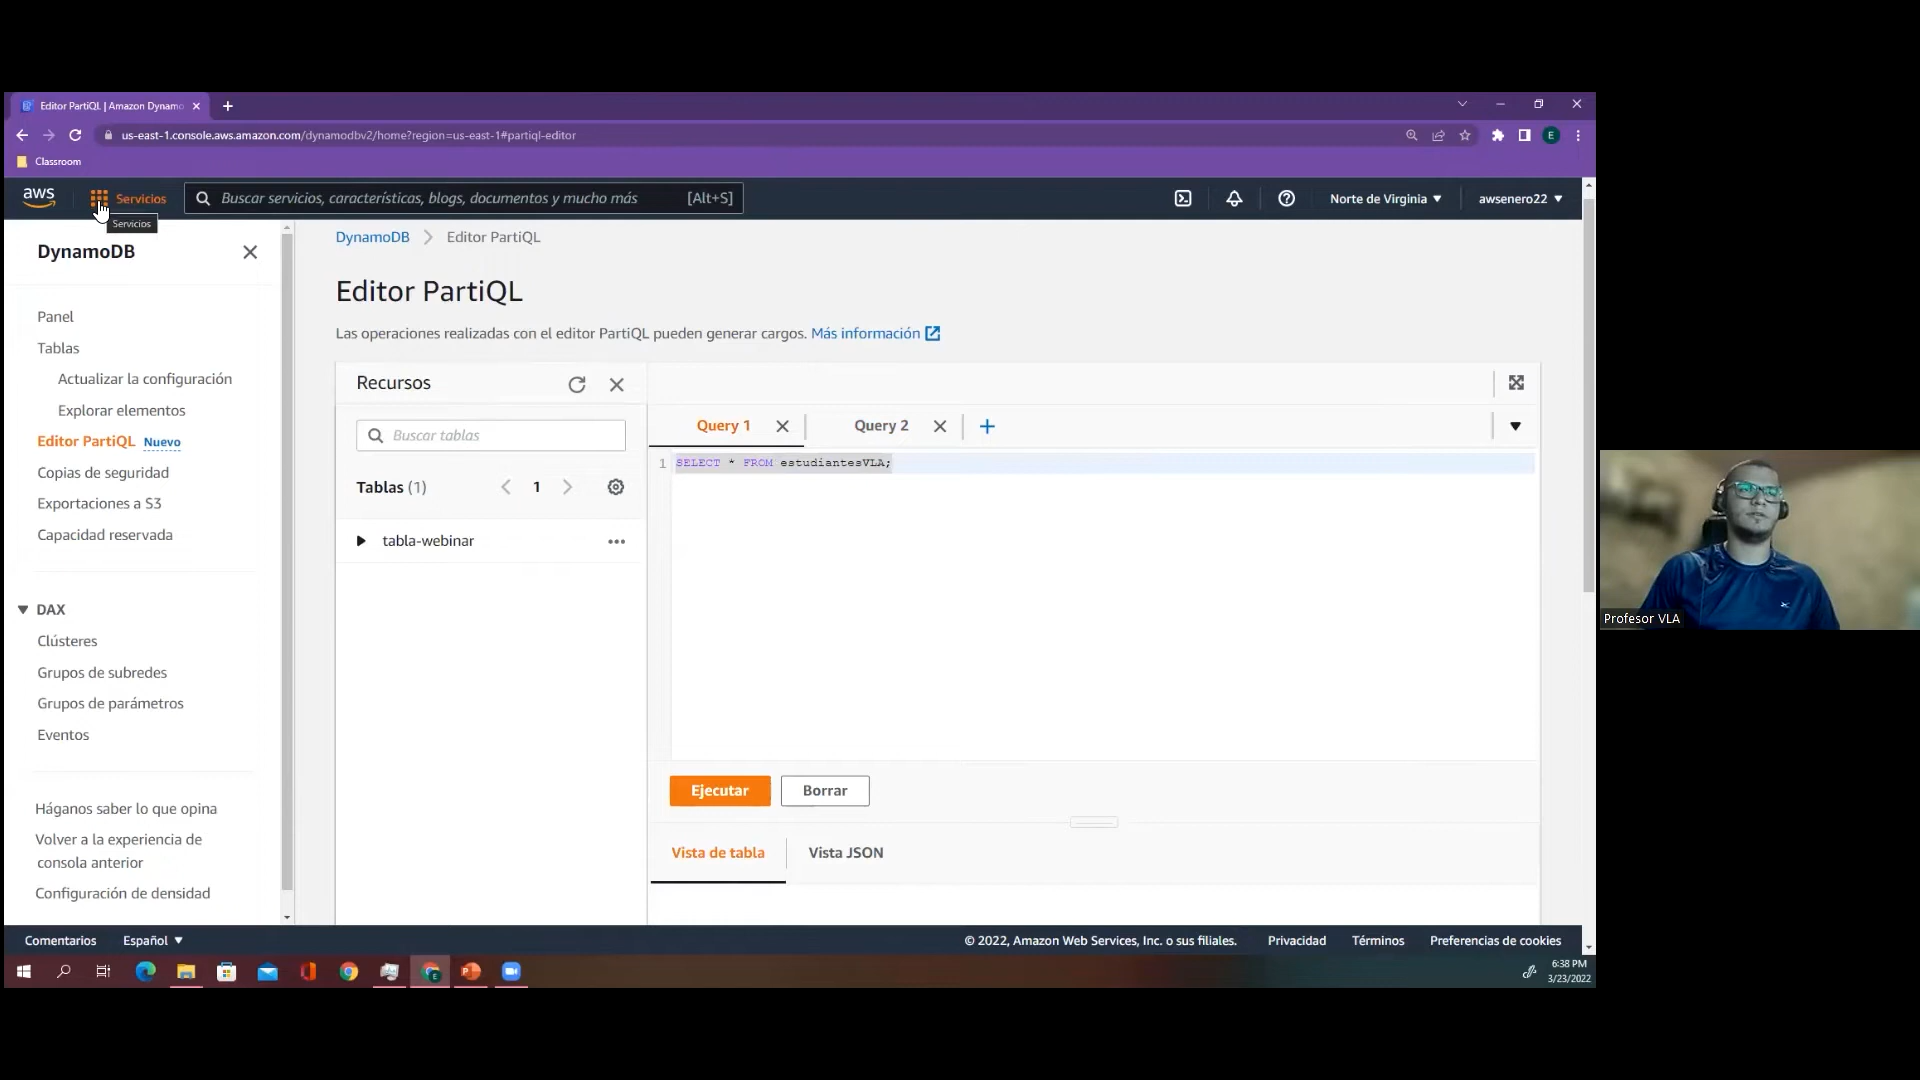 Editor PartiQL | Amazon Dynamo
us-east-1.console.aws.amazon.com/dynamodbv2/home?region=us-east-1#partiql-editor
E
Classroom
aws
Servicios
Buscar servicios, características, blogs, documentos y mucho más
[Alt+S]
Norte de Virginia
awsenero22
Servicios
DynamoDB
Panel
Tablas
Actualizar la configuración
Explorar elementos
Editor PartiQL Nuevo
Copias de seguridad
Exportaciones a S3
Capacidad reservada
DAX
Clústeres
Grupos de subredes
Grupos de parámetros
Eventos
Háganos saber lo que opina
Volver a la experiencia de
consola anterior
Configuración de densidad
DynamoDB
Editor PartiQL
Editor PartiQL
Las operaciones realizadas con el editor PartiQL pueden generar cargos. Más información
Recursos
Buscar tablas
Tablas (1)
1
tabla-webinar
Query 1
Query 2
1 SELECT * FROM estudiantesVLA;
Ejecutar
Borrar
Vista de tabla
Vista JSON
Profesor VLA
Comentarios
Español
© 2022, Amazon Web Services, Inc. o sus filiales.
Privacidad
Términos
Preferencias de cookies
6:38 PM
3/23/2022